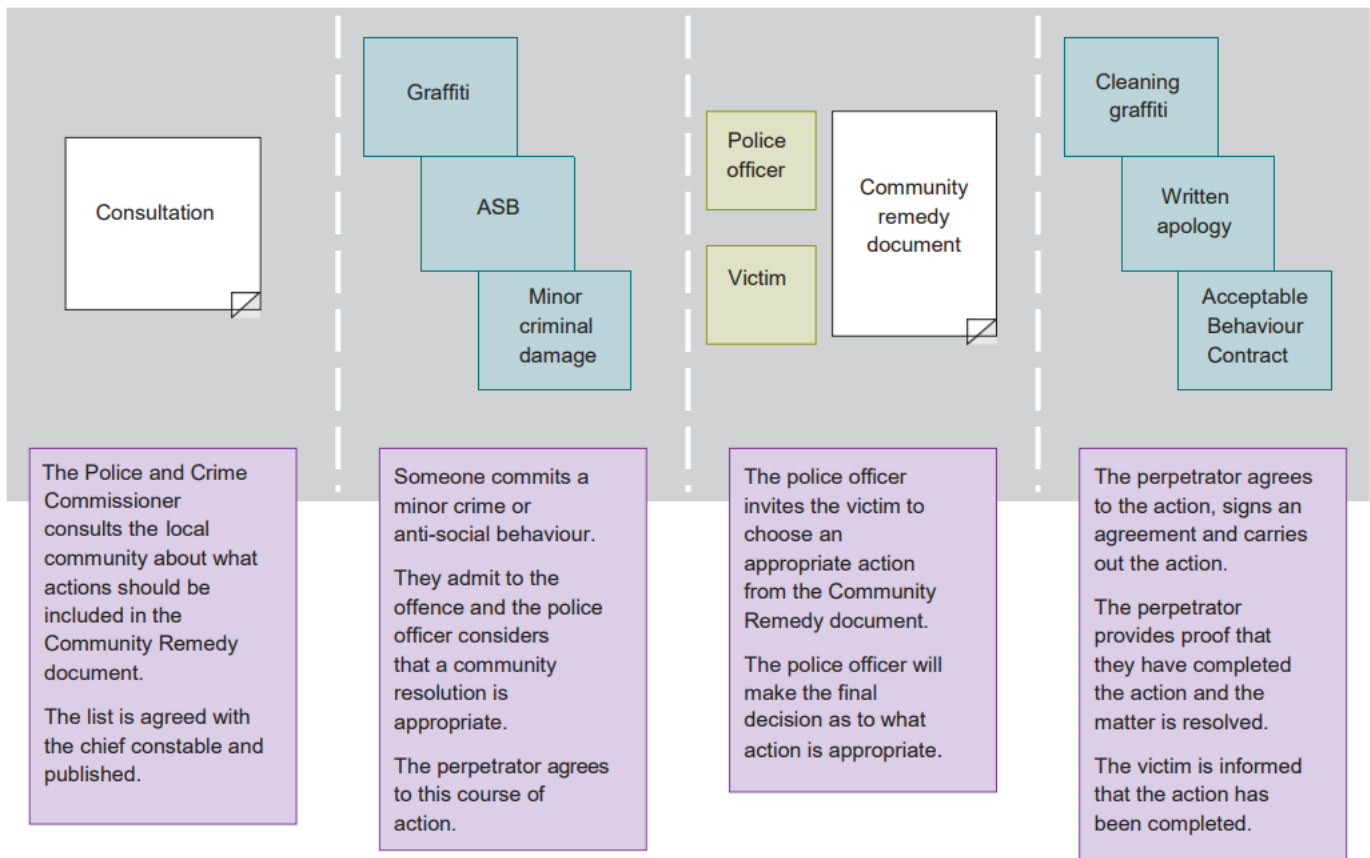 Consultation
Graffiti
ASB
Minor
criminal
damage
Police
officer
Victim
Community
remedy
document
Cleaning
graffiti
Written
apology
Acceptable
Behaviour
Contract
The Police and Crime
Commissioner
consults the local
community about what
actions should be
included in the
Community Remedy
document.
The list is agreed with
the chief constable and
published.
Someone commits a
minor crime or
anti-social behaviour.
They admit to the
offence and the police
officer considers
that a community
resolution is
appropriate.
The perpetrator agrees
to this course of
action.
The police officer
invites the victim to
choose an
appropriate action
from the Community
Remedy document.
The police officer will
make the final
decision as to what
action is appropriate.
The perpetrator agrees
to the action, signs an
agreement and carries
out the action.
The perpetrator
provides proof that
they have completed
the action and the
matter is resolved.
The victim is informed
that the action has
been completed.